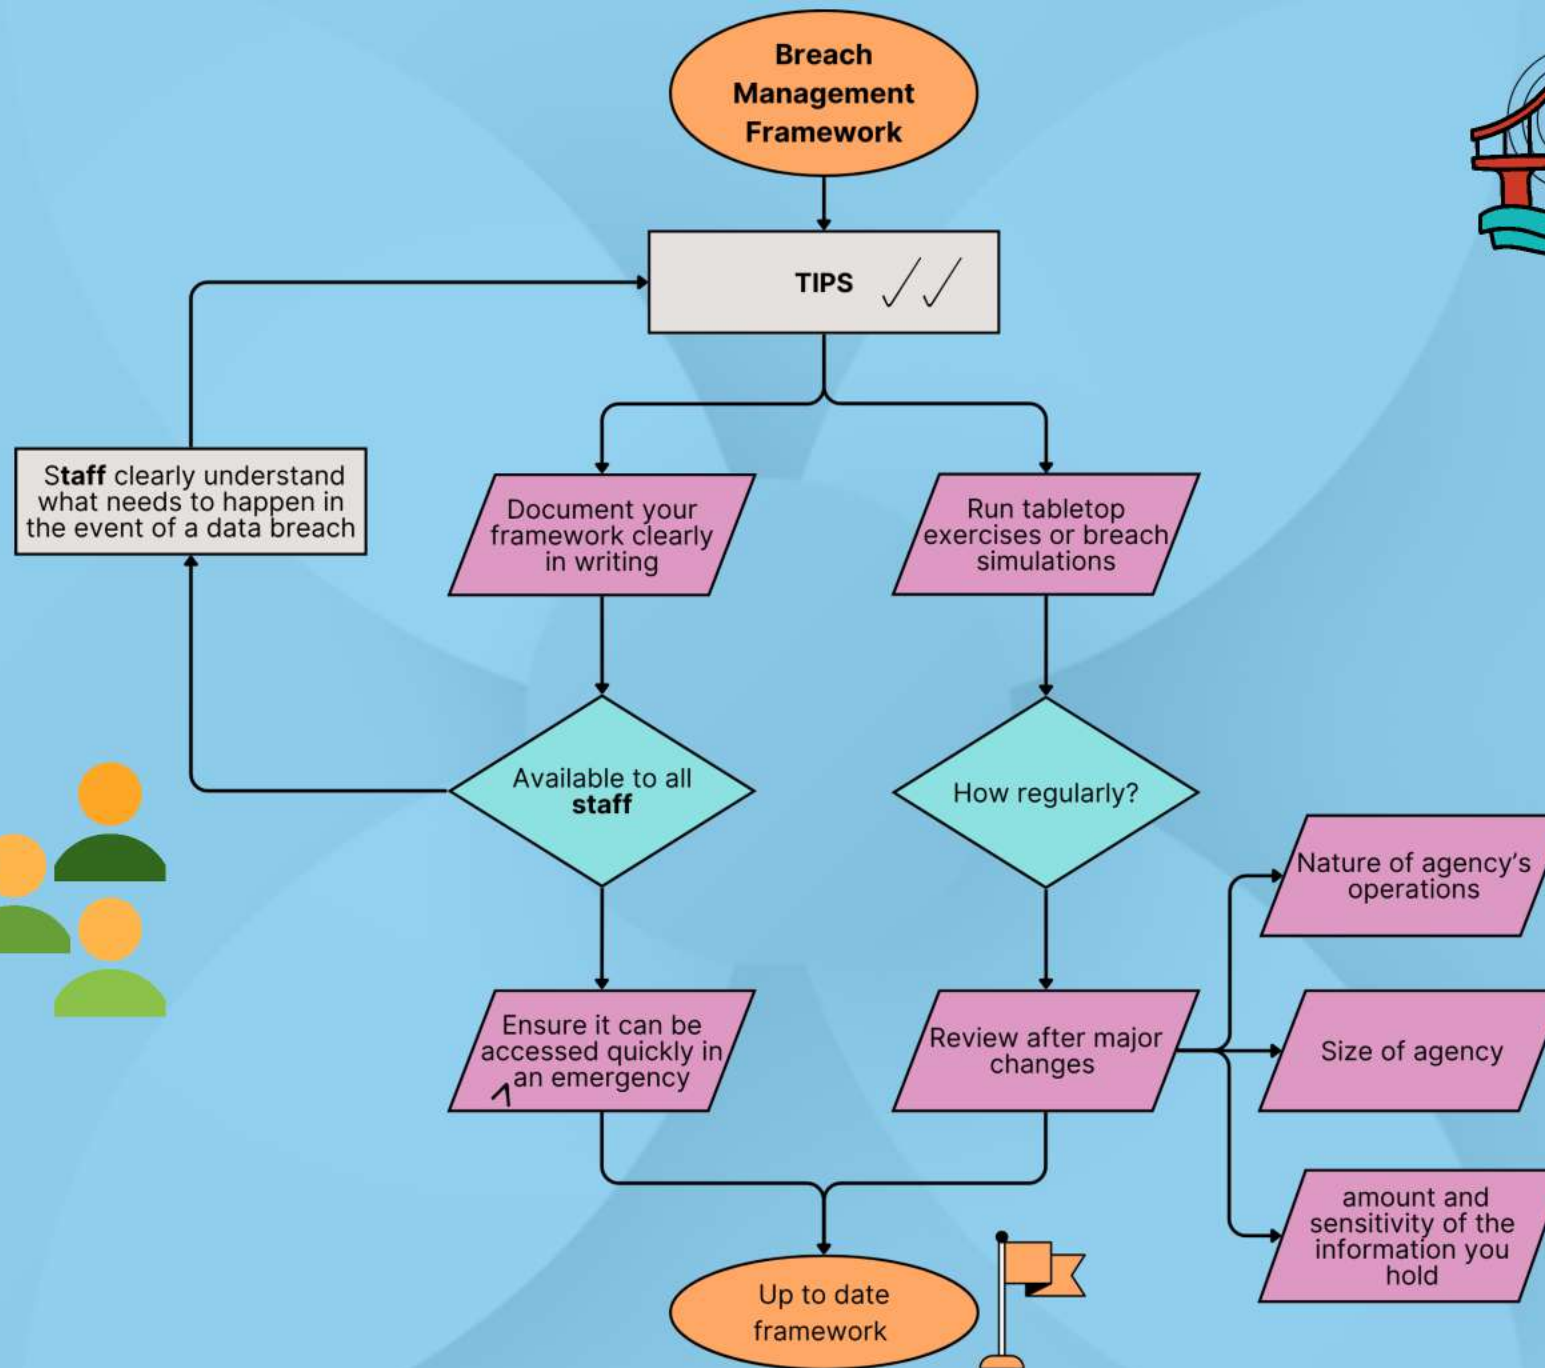 Breach
Management
Framework
TIPS
Staff clearly understand
what needs to happen in
the event of a data breach
Document your
framework clearly
in writing
Run tabletop
exercises or breach
simulations
Available to all
staff
How regularly?
Nature of agency’s
operations
Ensure it can be
accessed quickly in
an emergency
Review after major
changes
Size of agency
amount and
sensitivity of the
information you
hold
Up to date
framework